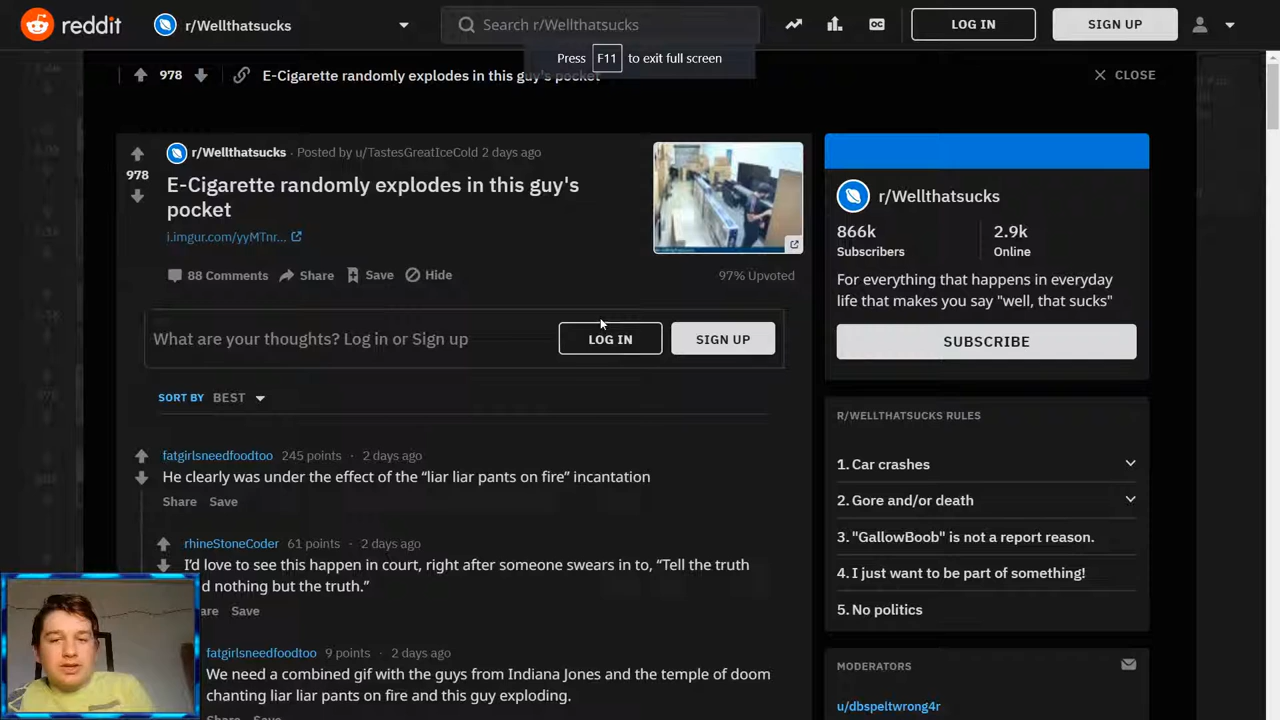 reddit
r/Wellthatsucks
Search r/Wellthatsucks
LOG IN
SIGN UP
Press F11 to exit full screen
978
E-Cigarette randomly explodes in this guy's pocket
CLOSE
978
r/Wellthatsucks · Posted by u/TastesGreatIceCold 2 days ago
E-Cigarette randomly explodes in this guy's
pocket
i.imgur.com/yyMTnr...
88 Comments
Share
Save
Hide
97% Upvoted
What are your thoughts? Log in or Sign up
LOG IN
SIGN UP
SORT BY BEST
fatgirlsneedfoodtoo 245 points · 2 days ago
He clearly was under the effect of the “liar liar pants on fire” incantation
Share Save
rhineStoneCoder 61 points · 2 days ago
I’d love to see this happen in court, right after someone swears in to, “Tell the truth
nothing but the truth.”
Save
fatgirlsneedfoodtoo 9 points · 2 days ago
We need a combined gif with the guys from Indiana Jones and the temple of doom
chanting liar liar pants on fire and this guy exploding.
Share Save
r/Wellthatsucks
866k
Subscribers
2.9k
Online
For everything that happens in everyday
life that makes you say "well, that sucks"
SUBSCRIBE
R/WELLTHATSUCKS RULES
1. Car crashes
2. Gore and/or death
3. "GallowBoob" is not a report reason.
4. I just want to be part of something!
5. No politics
MODERATORS
u/dbspeltwrong4r